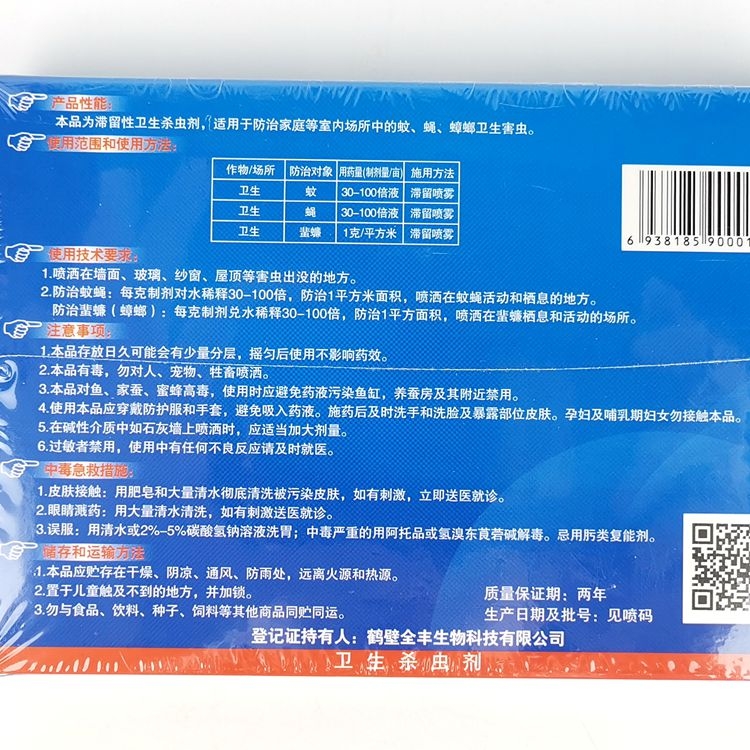 产品性能：
本品为滞留性卫生杀虫剂，适用于防治家庭等室内场所中的蚊、蝇、蟑螂卫生害虫。
使用范围和使用方法：
作物/场所 防治对象 用药量(制剂量/亩) 施用方法
卫生 蚊 30-100倍液 滞留喷雾
卫生 蝇 30-100倍液 滞留喷雾
卫生 蜚蠊 1克/平方米 滞留喷雾
6 938185 90001
使用技术要求：
1.喷洒在墙面、玻璃、纱窗、屋顶等害虫出没的地方。
2.防治蚊蝇：每克制剂对水稀释30-100倍，防治1平方米面积，喷洒在蚊蝇活动和栖息的地方。
防治蜚蠊（蟑螂）：每克制剂兑水稀释30-100倍，防治1平方面积，喷洒在蜚蠊栖息和活动的场所。
注意事项：
1.本品存放日久可能会有少量分层，摇匀后使用不影响药效。
2.本品有毒，勿对人、宠物、牲畜喷洒。
3.本品对鱼、家蚕、蜜蜂高毒，使用时应避免药液污染鱼缸，养蚕房及其附近禁用。
4.使用本品应穿戴防护服和手套，避免吸入药液。施药后及时洗手和洗脸及暴露部位皮肤。孕妇及哺乳期妇女勿接触本品。
5.在碱性介质中如石灰墙上喷洒时，应适当加大剂量。
6.过敏者禁用，使用中有任何不良反应请及时就医。
中毒急救措施：
1.皮肤接触：用肥皂和大量清水彻底清洗被污染皮肤，如有刺激，立即送医就诊。
2.眼睛溅药：用大量清水清洗，如有刺激送医就诊。
3.误服：用清水或2%-5%碳酸氢钠溶液洗胃；中毒严重的用阿托品或氢溴东莨菪碱解毒。忌用肟类复能剂。
储存和运输方法
1.本品应贮存在干燥、阴凉、通风、防雨处，远离火源和热源。
2.置于儿童触及不到的地方，并加锁。
3.勿与食品、饮料、种子、饲料等其他商品同贮同运。
质量保证期：两年
生产日期及批号：见喷码
登记证持有人：鹤壁全丰生物科技有限公司
卫生杀虫剂